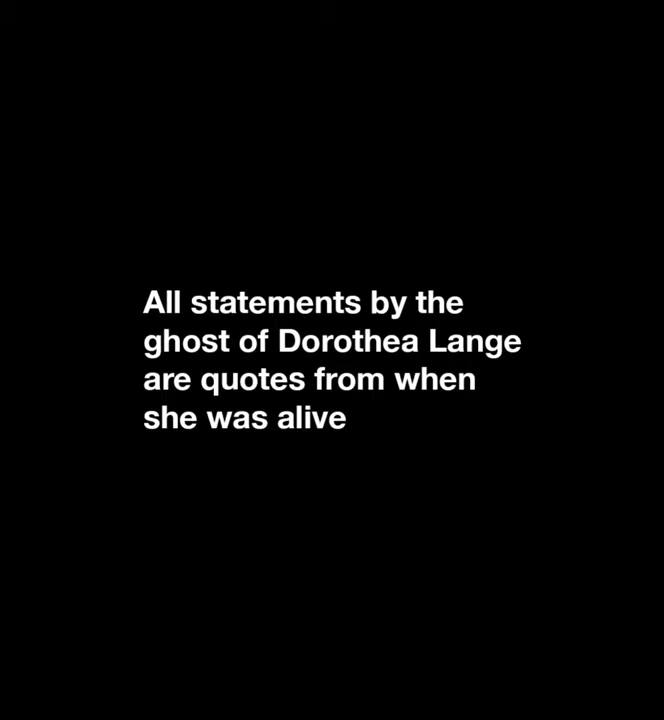 All statements by the
ghost of Dorothea Lange
are quotes from when
she was alive